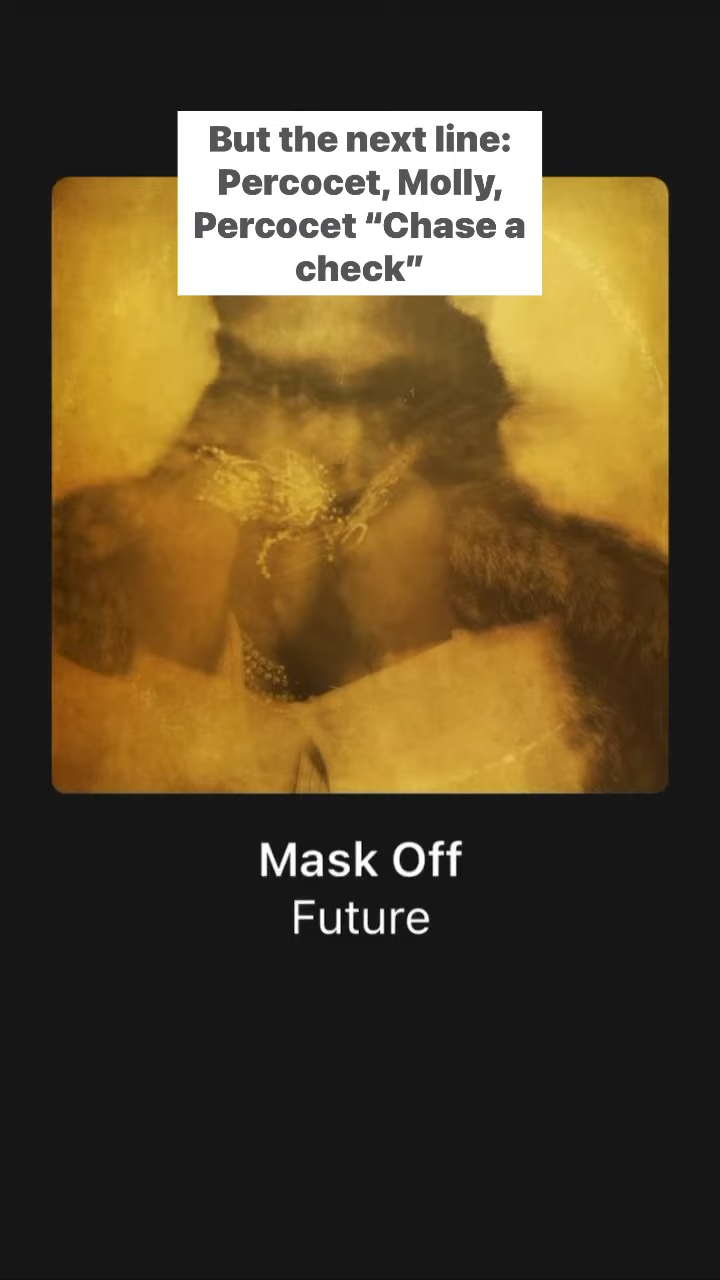 But the next line:
Percocet, Molly,
Percocet “Chase a
check”
Mask Off
Future